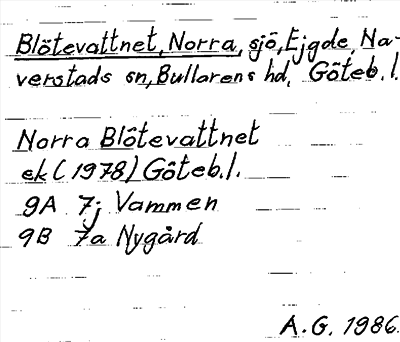 Blötevattnet, Norra, sjö, Ejgde, Na-
verstads sn, Bullarens hd, Göteb.l.
Norra Blötevattnet
ek (1978) Göteb.l.
9A 7j Vammen
9B 7a Nygård
A.G. 1986.